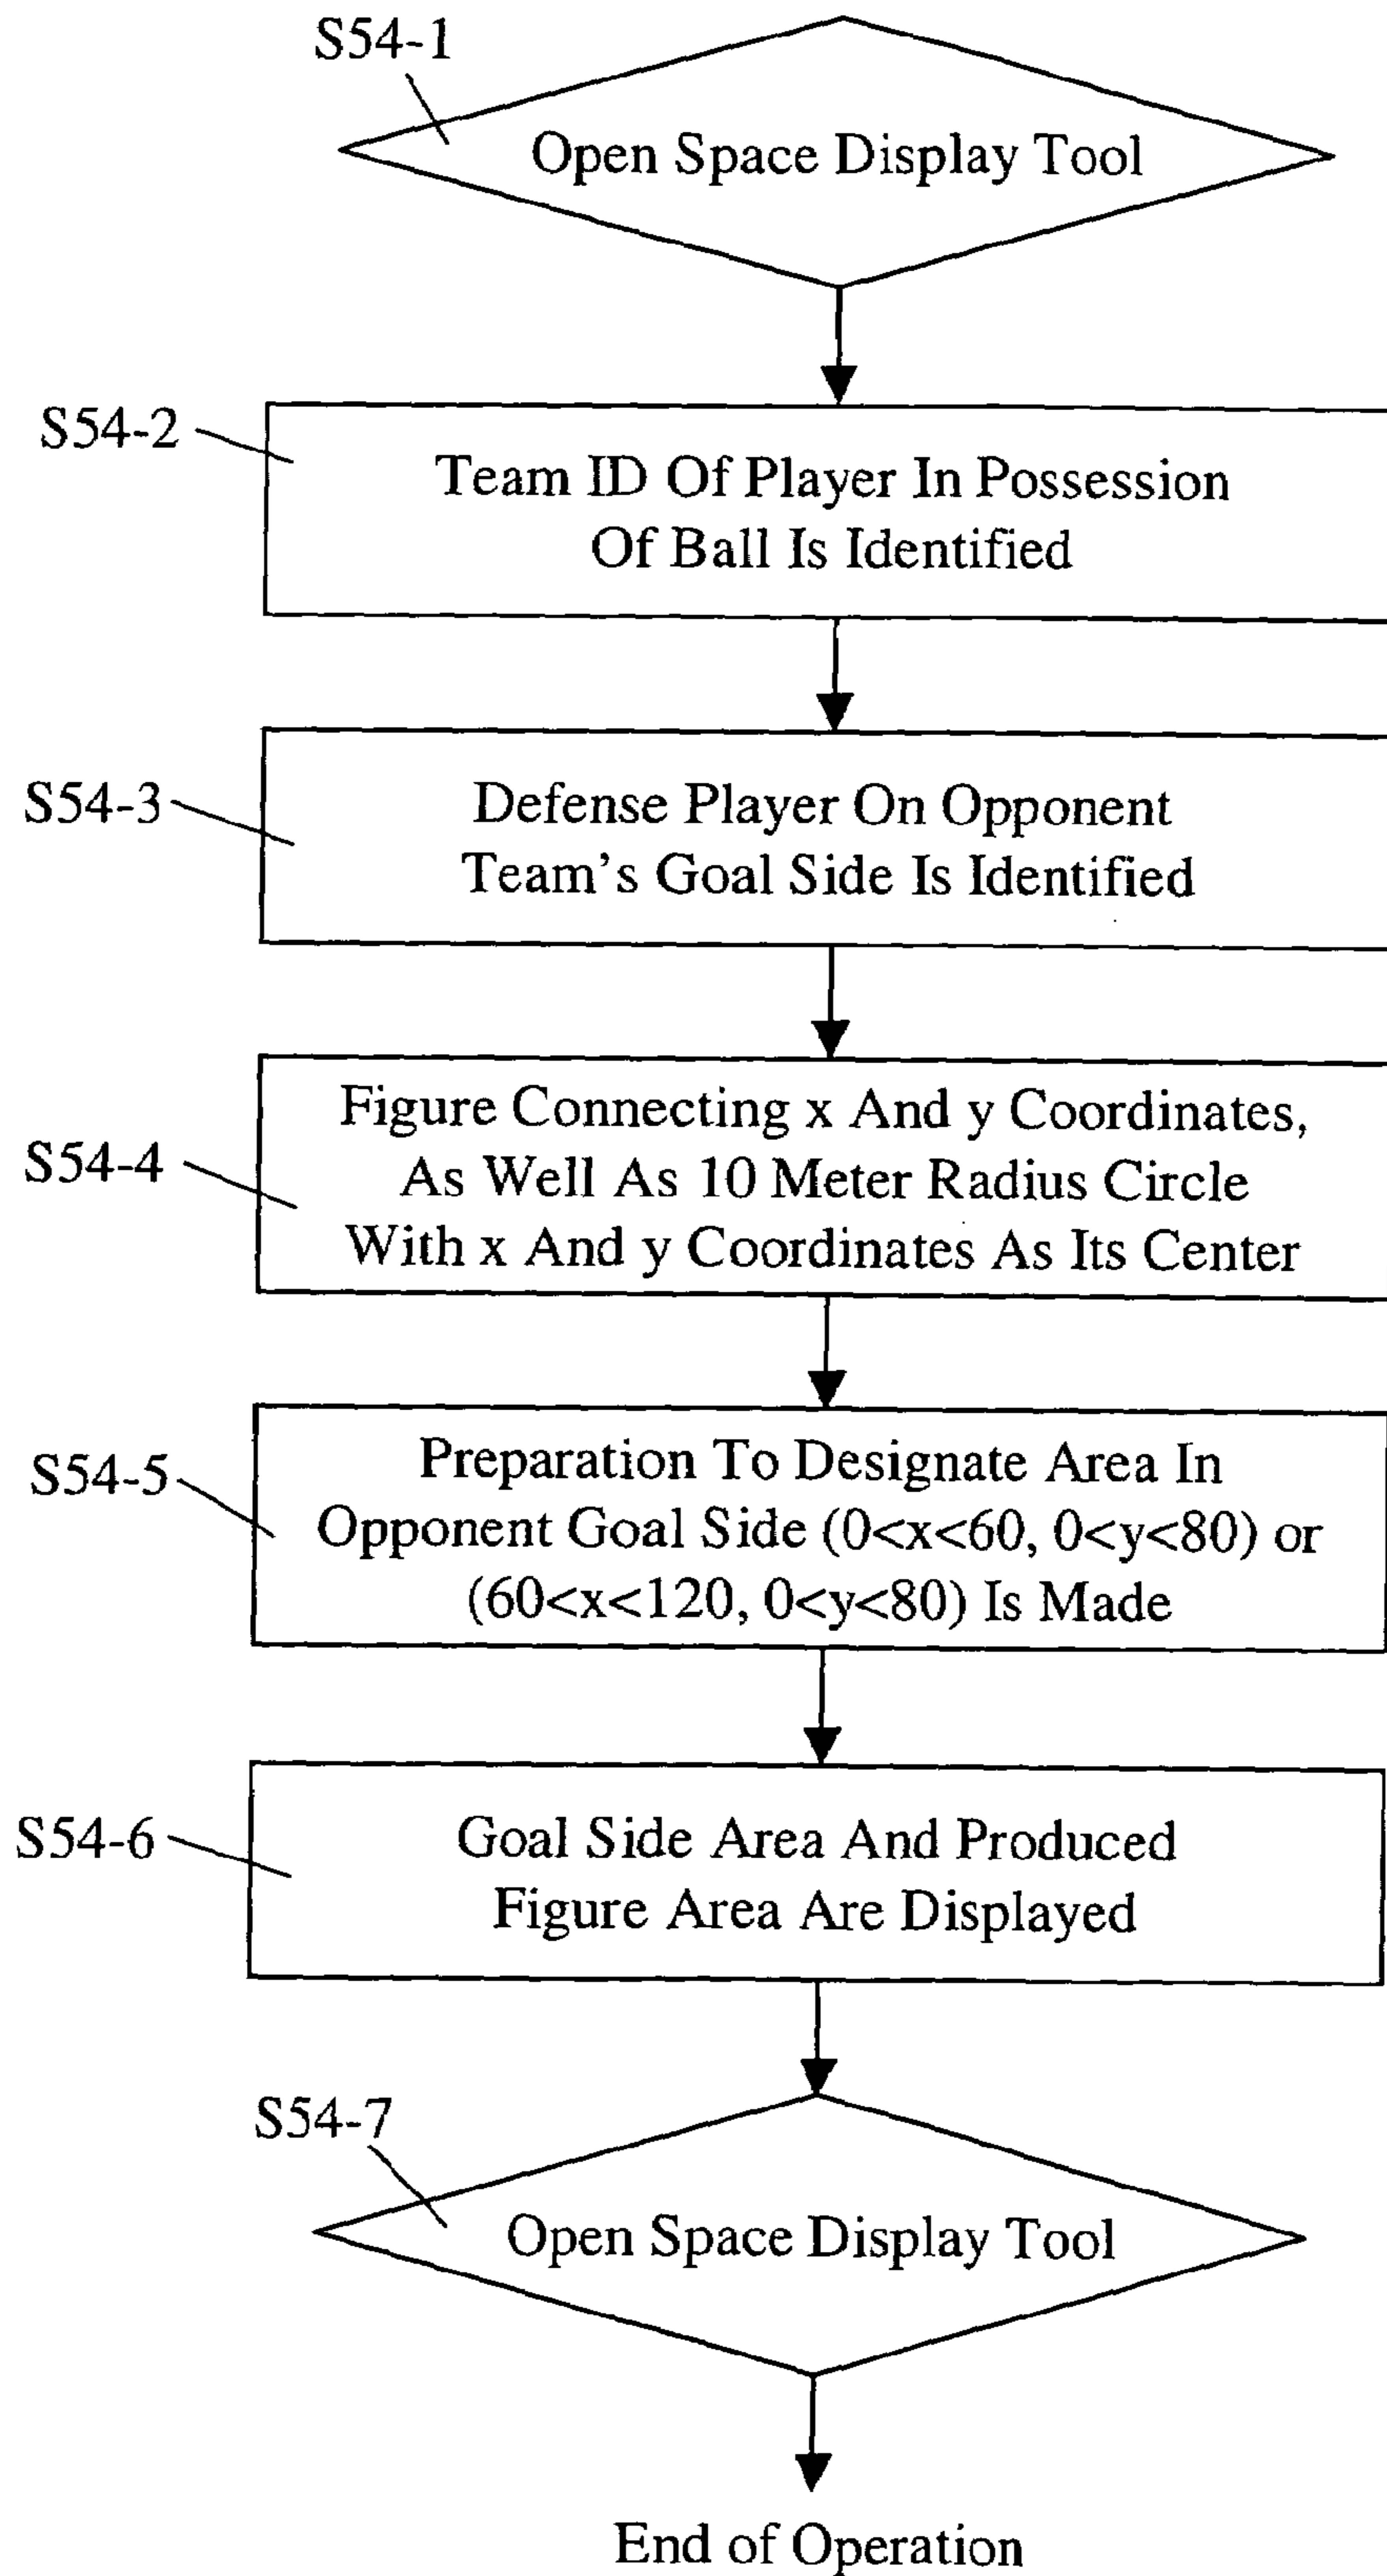 S54-1
Open Space Display Tool
S54-2
Team ID Of Player In Possession
Of Ball Is Identified
S54-3
Defense Player On Opponent
Team's Goal Side Is Identified
S54-4
Figure Connecting x And y Coordinates,
As Well As 10 Meter Radius Circle
With x And y Coordinates As Its Center
S54-5
Preparation To Designate Area In
Opponent Goal Side (0<x<60, 0<y<80) or
(60<x<120, 0<y<80) Is Made
S54-6
Goal Side Area And Produced
Figure Area Are Displayed
S54-7
Open Space Display Tool
End of Operation